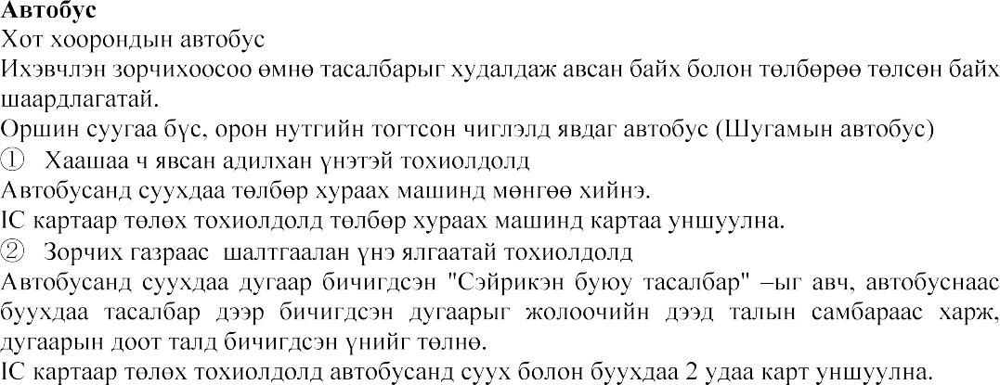 Автобус
Хот хоорондын автобус
Ихэвчлэн зорчихоосоо өмнө тасалбарыг худалдаж авсан байх болон төлбөрөө төлсөн байх
шаардлагатай.
Оршин суугаа бүс, орон нутгийн тогтсон чиглэлд явдаг автобус (Шугамын автобус)
① Хаашаа ч явсан адилхан үнэтэй тохиолдолд
Автобусанд суухдаа төлбөр хураах машинд мөнгөө хийнэ.
IC картаар төлөх тохиолдолд төлбөр хураах машинд картаа уншуулна.
② Зорчих газраас шалтгаалан үнэ ялгаатай тохиолдолд
Автобусанд суухдаа дугаар бичигдсэн "Сэйрикэн буюу тасалбар" –ыг авч, автобуснаас
буухдаа тасалбар дээр бичигдсэн дугаарыг жолоочийн дээд талын самбараас харж,
дугаарын доот талд бичигдсэн үнийг төлнө.
IC картаар төлөх тохиолдолд автобусанд суух болон буухдаа 2 удаа карт уншуулна.